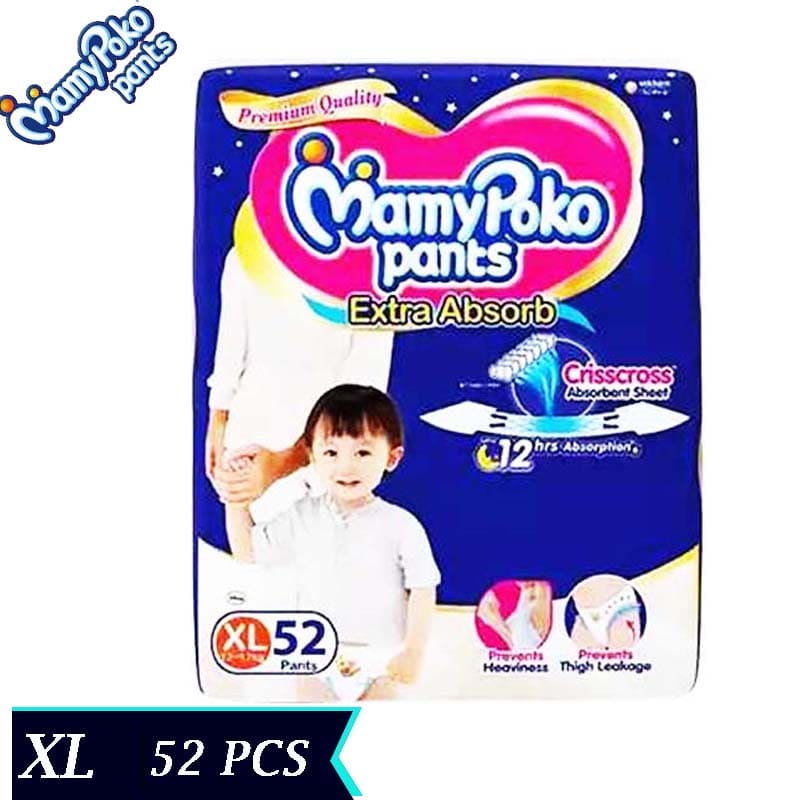 MamyPoko
pants
Premium Quality
MamyPoko
pants
Extra Absorb
Crisscross
Absorbent Sheet
12 hrs Absorption
XL 52
Pants
Prevents
Heaviness
Prevents
Thigh Leakage
XL 52 PCS